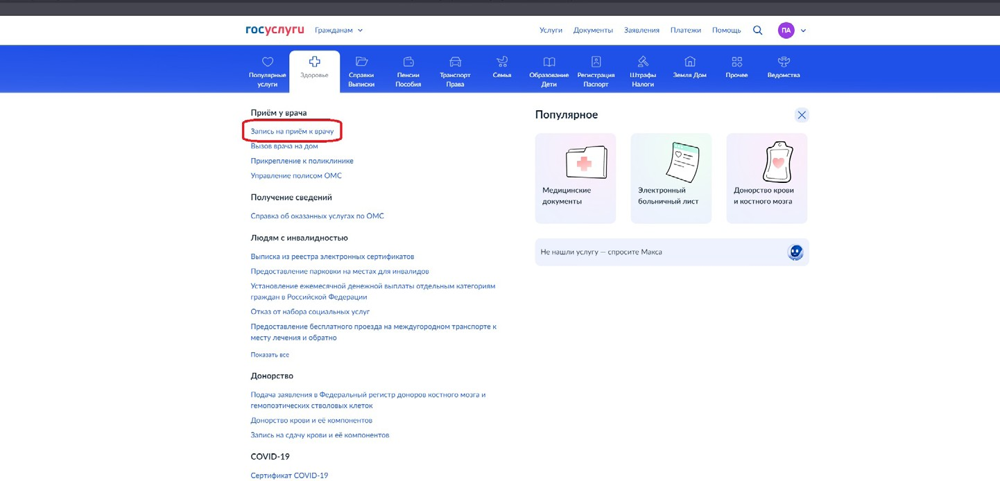 госуслуги Гражданам
Услуги Документы Заявления Платежи Помощь ПА
Популярные услуги
Здоровье
Справки Выписки
Пенсии Пособия
Транспорт Права
Семья
Образование Дети
Регистрация Паспорт
Штрафы Налоги
Земля Дом
Прочее
Ведомства
Приём у врача
Запись на приём к врачу
Вызов врача на дом
Прикрепление к поликлинике
Управление полисом ОМС
Получение сведений
Справка об оказанных услугах по ОМС
Людям с инвалидностью
Выписка из реестра электронных сертификатов
Предоставление парковки на местах для инвалидов
Установление ежемесячной денежной выплаты отдельным категориям
граждан в Российской Федерации
Отказ от набора социальных услуг
Предоставление бесплатного проезда на междугородном транспорте к
месту лечения и обратно
Показать все
Донорство
Подача заявления в Федеральный регистр доноров костного мозга и
гемопоэтических стволовых клеток
Донорство крови и её компонентов
Запись на сдачу крови и её компонентов
COVID-19
Сертификат COVID-19
Популярное
Медицинские
документы
Электронный
больничный лист
Донорство крови
и костного мозга
Не нашли услугу — спросите Макса